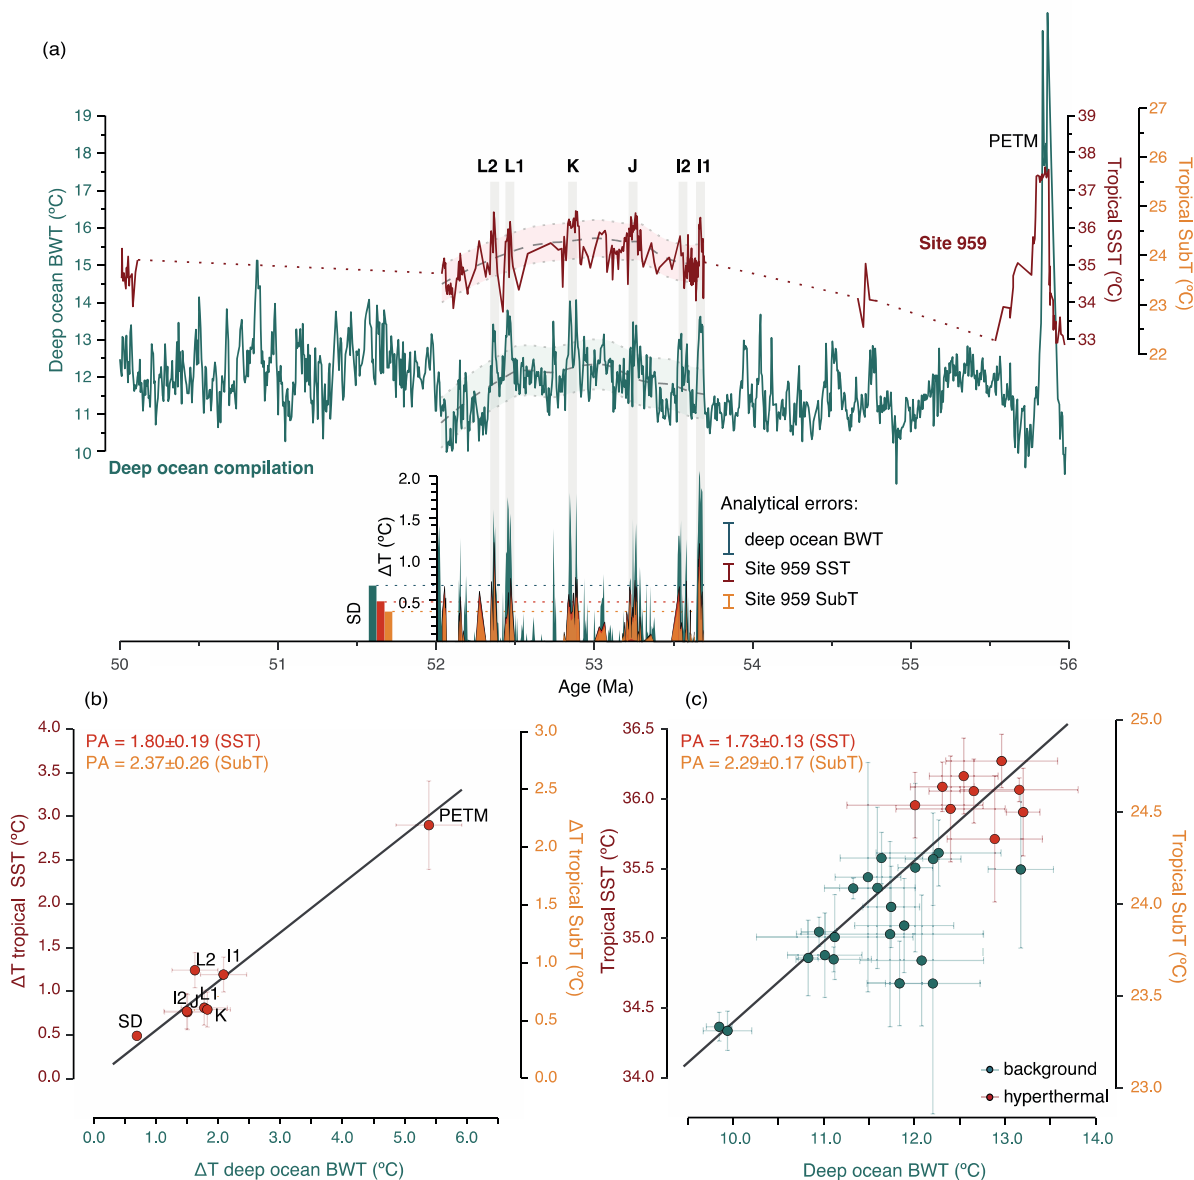 (a)
19
18
17
16
15
14
13
12
11
10
Deep ocean BWT (ºC)
L2 L1 K J I2 I1
PETM
39
38
37
36
35
34
33
Tropical SST (ºC)
27
26
25
24
23
22
Tropical SubT (ºC)
Site 959
Deep ocean compilation
2.0
1.5
1.0
0.5
ΔT (ºC)
SD
Analytical errors:
deep ocean BWT
Site 959 SST
Site 959 SubT
50 51 52 53 54 55 56
Age (Ma)
(b)
4.0
3.5
3.0
2.5
2.0
1.5
1.0
0.5
0.0
ΔT tropical SST (ºC)
PA = 1.80±0.19 (SST)
PA = 2.37±0.26 (SubT)
PETM
L2 I1
I2 J L1
K
SD
3.0
2.5
2.0
1.5
1.0
0.5
0.0
ΔT tropical SubT (ºC)
0.0 1.0 2.0 3.0 4.0 5.0 6.0
ΔT deep ocean BWT (ºC)
(c)
36.5
36.0
35.5
35.0
34.5
34.0
Tropical SST (ºC)
PA = 1.73±0.13 (SST)
PA = 2.29±0.17 (SubT)
background
hyperthermal
25.0
24.5
24.0
23.5
23.0
Tropical SubT (ºC)
10.0 11.0 12.0 13.0 14.0
Deep ocean BWT (ºC)